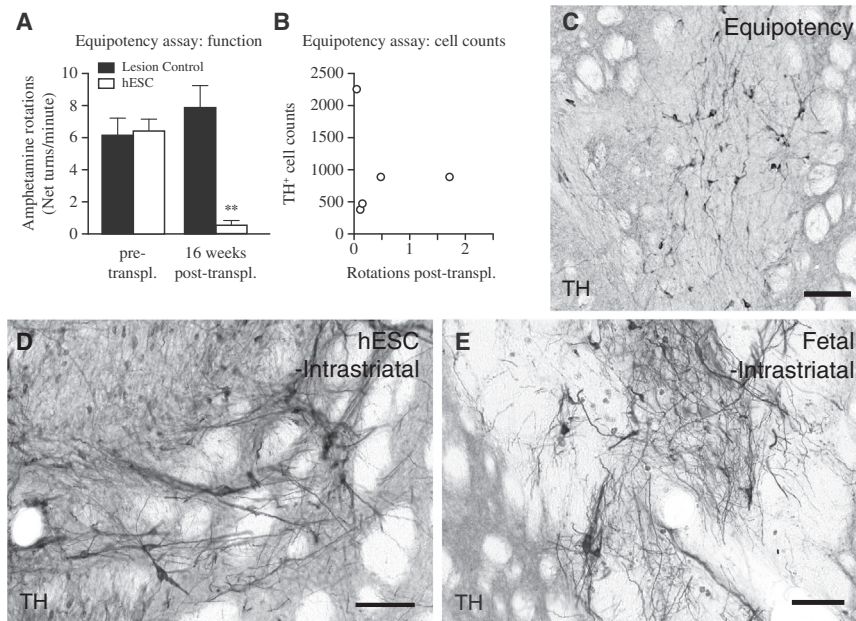 A
Equipotency assay: function
Lesion Control
hESC
Amphetamine rotations
(Net turns/minute)
10
8
6
4
2
0
**
pre-
transpl.
16 weeks
post-transpl.
B
Equipotency assay: cell counts
TH⁺ cell counts
2500
2000
1500
1000
500
0
0
1
2
Rotations post-transpl.
C
Equipotency
TH
D
hESC
-Intrastriatal
TH
E
Fetal
-Intrastriatal
TH